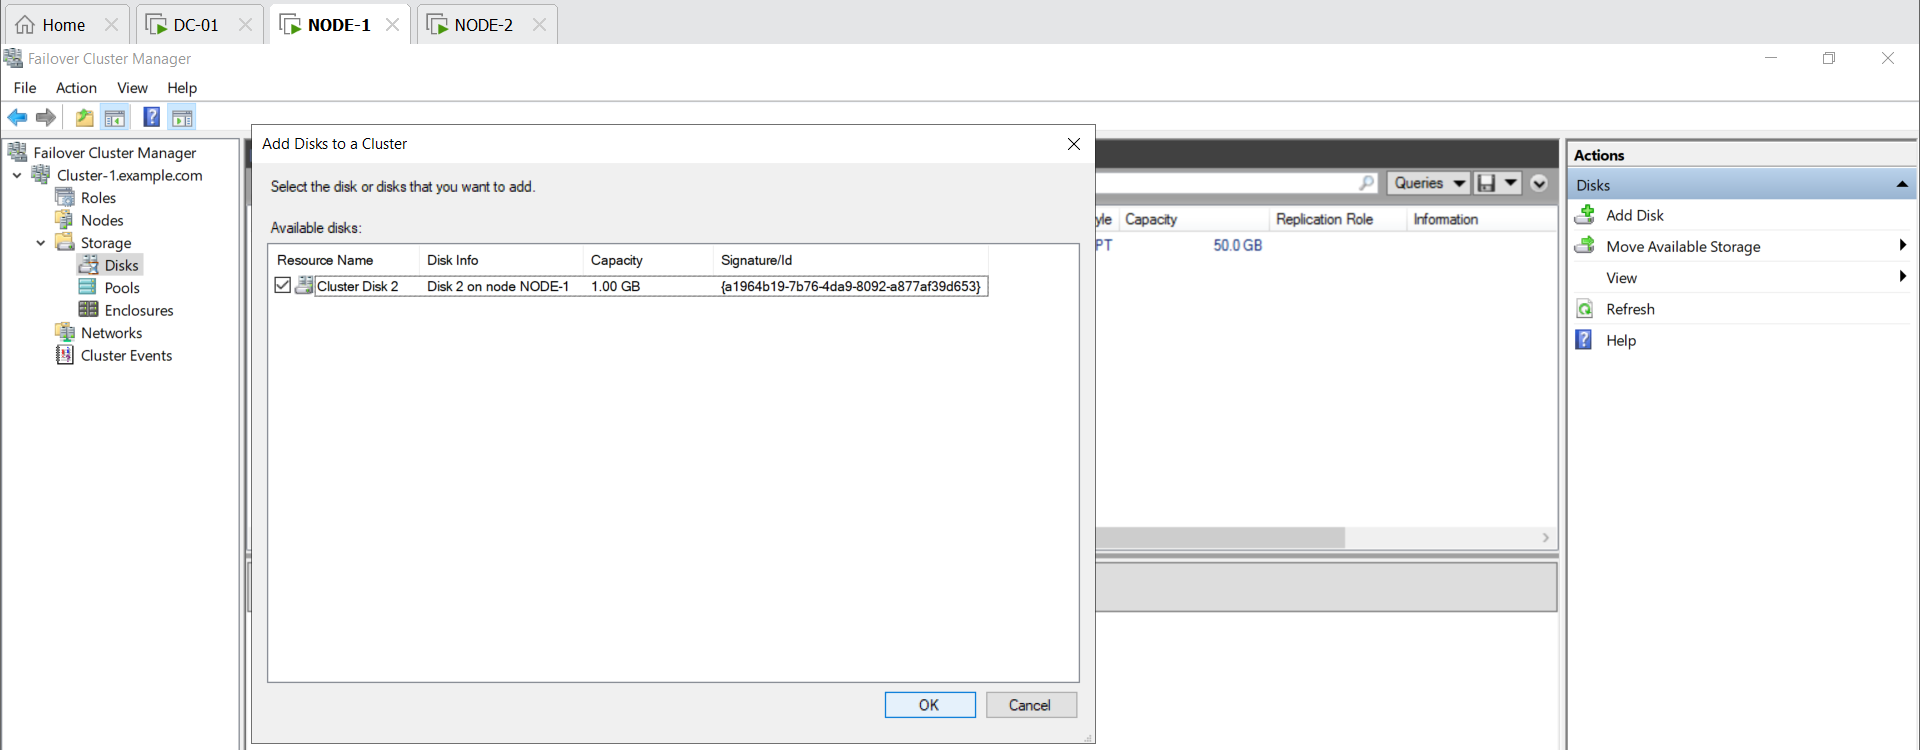 Home
DC-01
NODE-1
NODE-2
Failover Cluster Manager
File Action View Help
Failover Cluster Manager
Cluster-1.example.com
Roles
Nodes
Storage
Disks
Pools
Enclosures
Networks
Cluster Events
Add Disks to a Cluster
Select the disk or disks that you want to add.
Available disks:
Resource Name Disk Info Capacity Signature/Id
Cluster Disk 2 Disk 2 on node NODE-1 1.00 GB {a1964b19-7b76-4da9-8092-a877af39d653}
OK Cancel
Queries
yle Capacity Replication Role Information
PT 50.0 GB
Actions
Disks
Add Disk
Move Available Storage
View
Refresh
Help